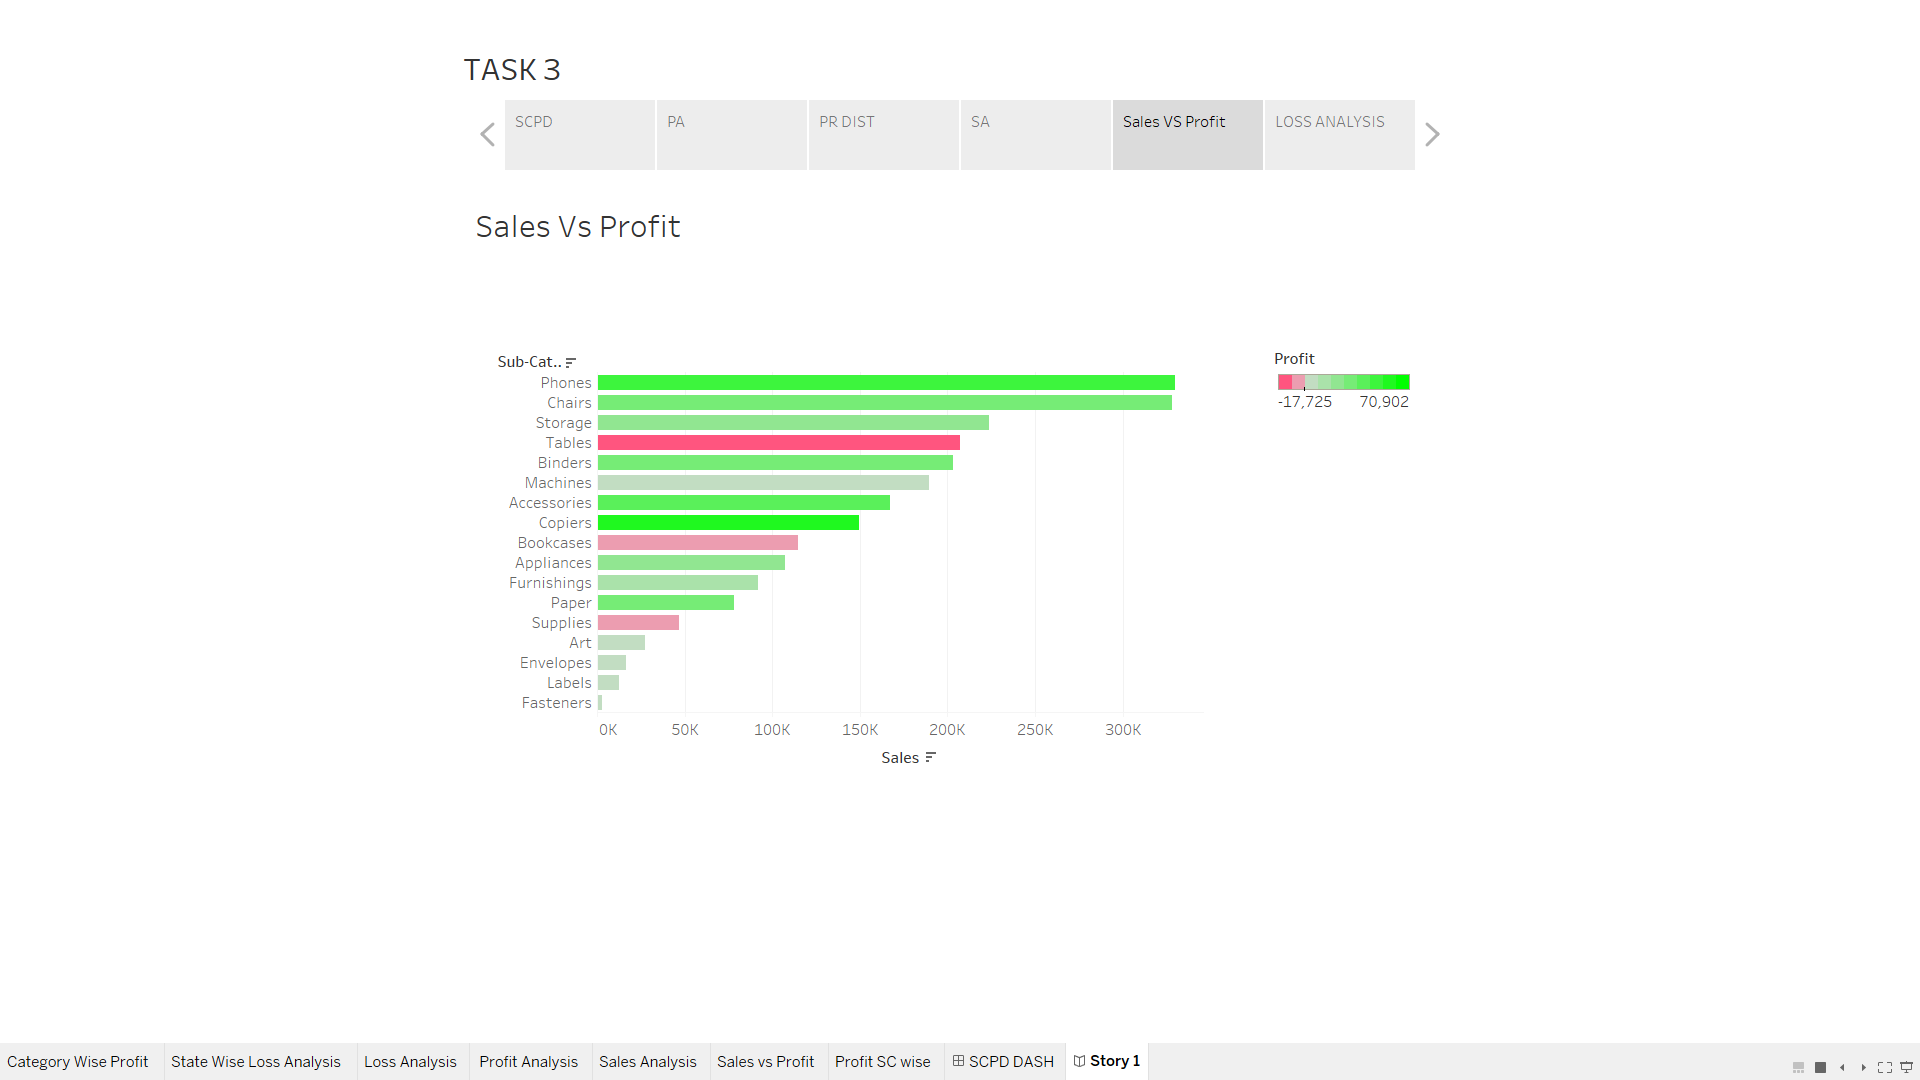 TASK 3
SCPD
PA
PR DIST
SA
Sales VS Profit
LOSS ANALYSIS
Sales Vs Profit
Sub-Cat..
Phones
Chairs
Storage
Tables
Binders
Machines
Accessories
Copiers
Bookcases
Appliances
Furnishings
Paper
Supplies
Art
Envelopes
Labels
Fasteners
0K 50K 100K 150K 200K 250K 300K
Sales
Profit
-17,725 70,902
Category Wise Profit
State Wise Loss Analysis
Loss Analysis
Profit Analysis
Sales Analysis
Sales vs Profit
Profit SC wise
SCPD DASH
Story 1